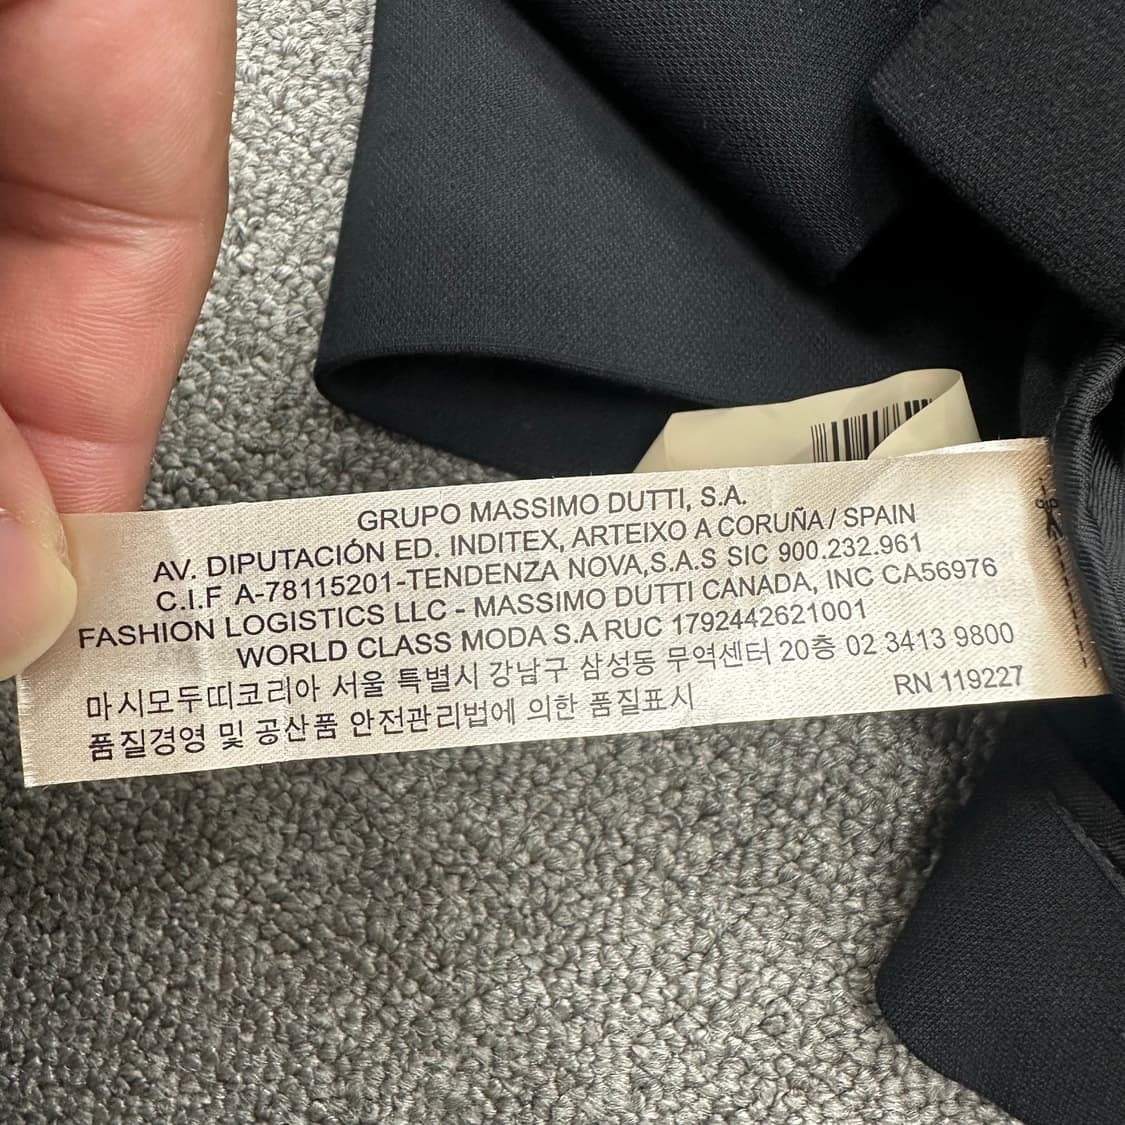 GRUPO MASSIMO DUTTI, S.A.
AV. DIPUTACIÓN ED. INDITEX, ARTEIXO A CORUÑA / SPAIN
C.I.F A-78115201-TENDENZA NOVA,S.A.S SIC 900.232.961
FASHION LOGISTICS LLC - MASSIMO DUTTI CANADA, INC CA56976
WORLD CLASS MODA S.A RUC 1792442621001
마시모두띠코리아 서울 특별시 강남구 삼성동 무역센터 20층 02 3413 9800
품질경영 및 공산품 안전관리법에 의한 품질표시 RN 119227